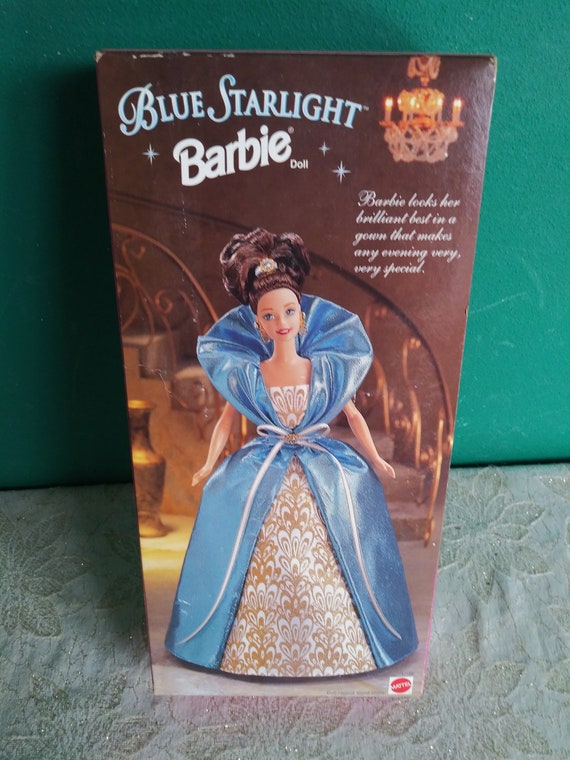 BLUE STARLIGHT™
Barbie® Doll
Barbie looks her
brilliant best in a
gown that makes
any evening very,
very special.
MATTEL